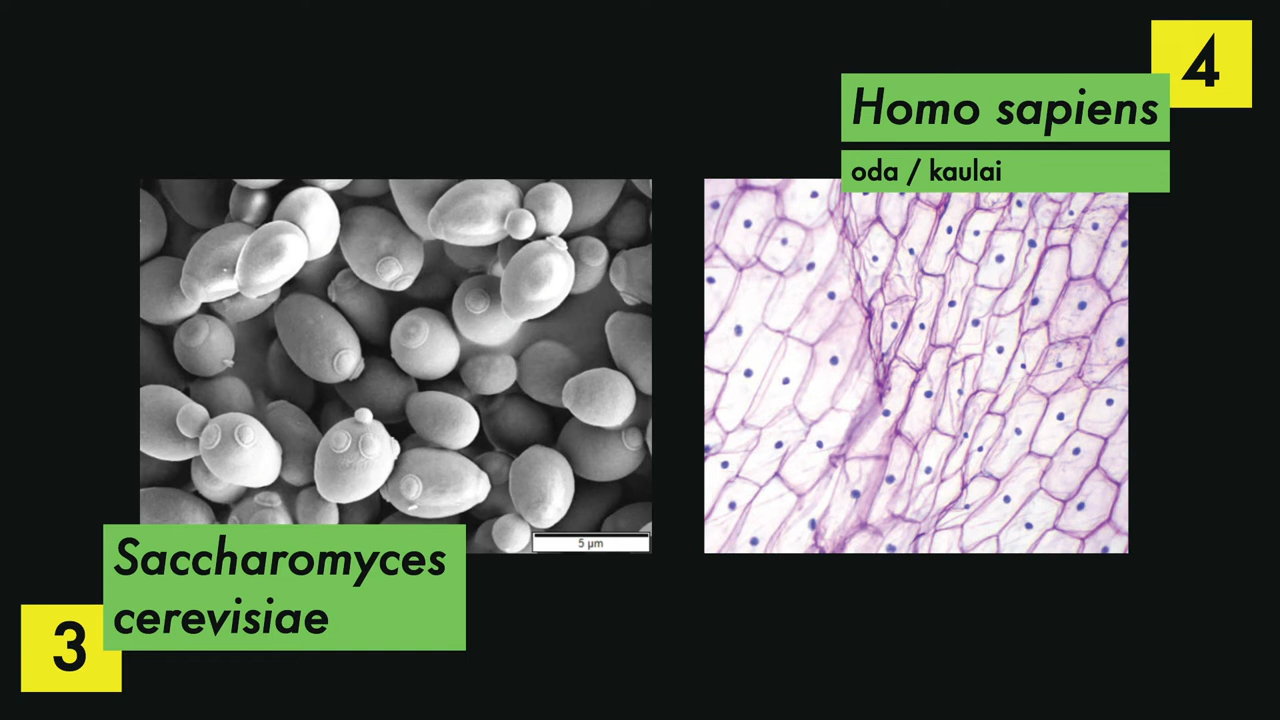 4
Homo sapiens
oda / kaulai
5 µm
Saccharomyces
cerevisiae
3